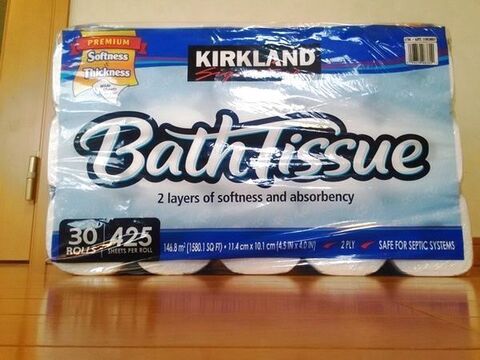 PREMIUM
Softness
Thickness
KIRKLAND
Signature
Bath Tissue
2 layers of softness and absorbency
30
ROLLS
425
SHEETS PER ROLL
146.8 m² (1580.1 SQ FT) • 11.4 cm x 10.1 cm (4.5 IN x 4.0 IN)
2 PLY
SAFE FOR SEPTIC SYSTEMS